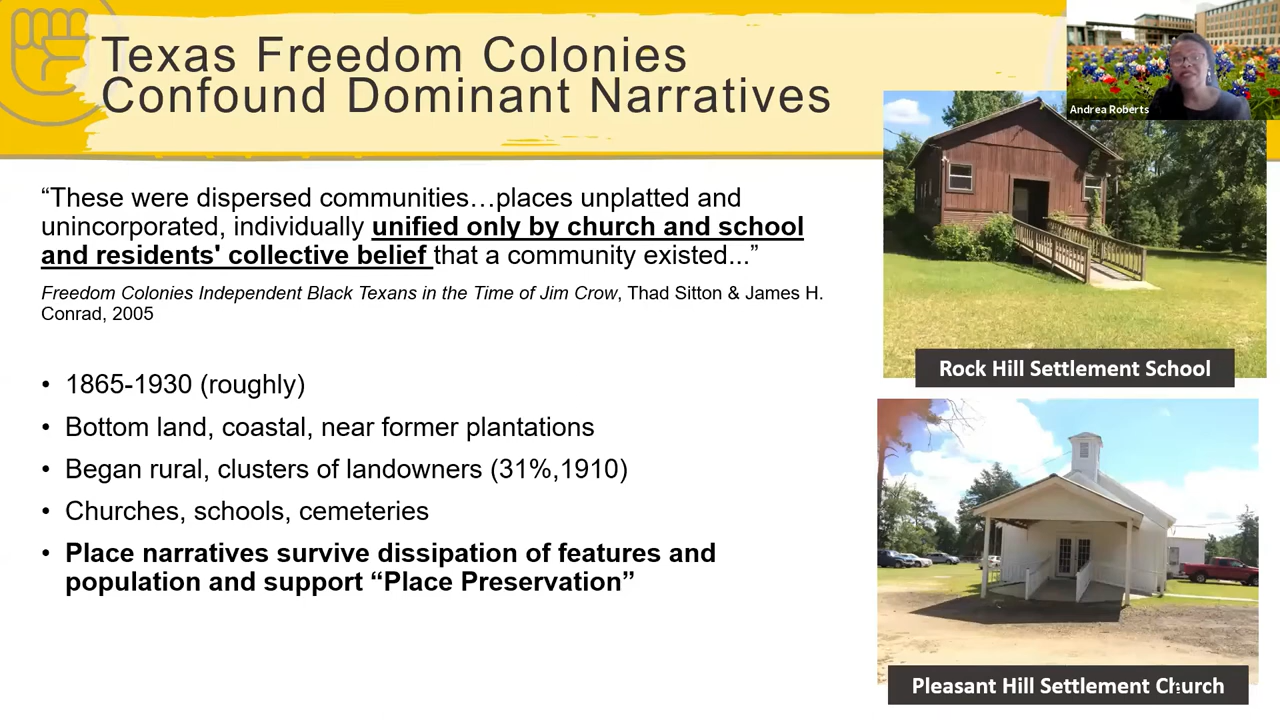 Texas Freedom Colonies
Confound Dominant Narratives
Andrea Roberts
“These were dispersed communities…places unplatted and
unincorporated, individually unified only by church and school
and residents' collective belief that a community existed...”
Freedom Colonies Independent Black Texans in the Time of Jim Crow, Thad Sitton & James H.
Conrad, 2005
• 1865-1930 (roughly)
• Bottom land, coastal, near former plantations
• Began rural, clusters of landowners (31%,1910)
• Churches, schools, cemeteries
• Place narratives survive dissipation of features and
population and support “Place Preservation”
Rock Hill Settlement School
Pleasant Hill Settlement Church